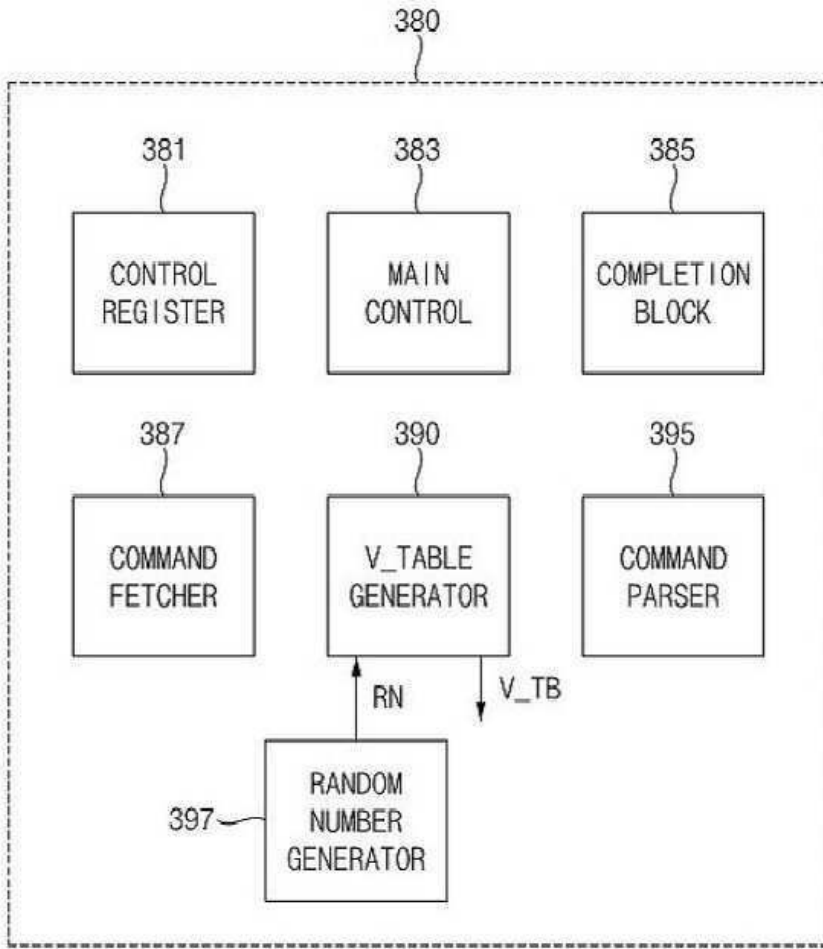 380
381
383
385
CONTROL
REGISTER
MAIN
CONTROL
COMPLETION
BLOCK
387
390
395
COMMAND
FETCHER
V_TABLE
GENERATOR
COMMAND
PARSER
RN
V_TB
397
RANDOM
NUMBER
GENERATOR